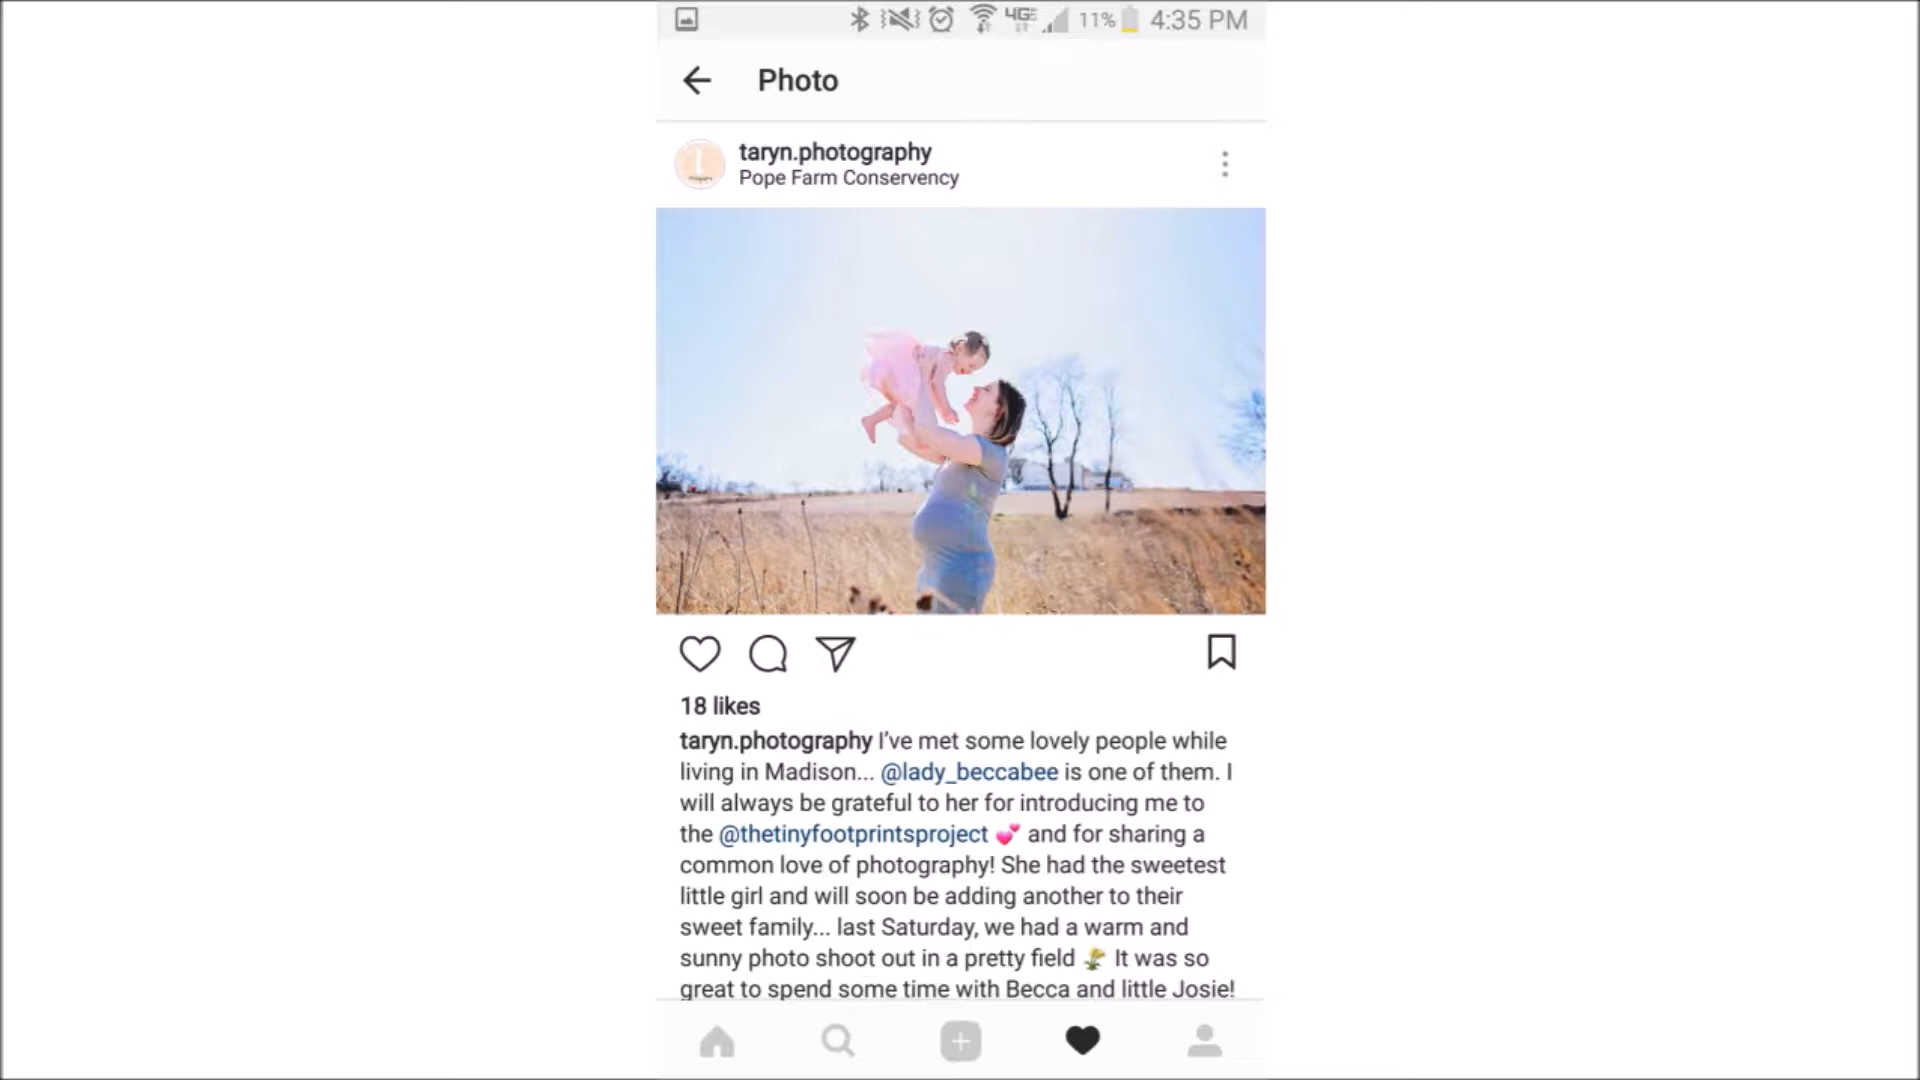 4G 11% 4:35 PM
Photo
taryn.photography
Pope Farm Conservency
18 likes
taryn.photography I've met some lovely people while
living in Madison... @lady_beccabee is one of them. I
will always be grateful to her for introducing me to
the @thetinyfootprintsproject 💕 and for sharing a
common love of photography! She had the sweetest
little girl and will soon be adding another to their
sweet family... last Saturday, we had a warm and
sunny photo shoot out in a pretty field 🌾 It was so
great to spend some time with Becca and little Josie!